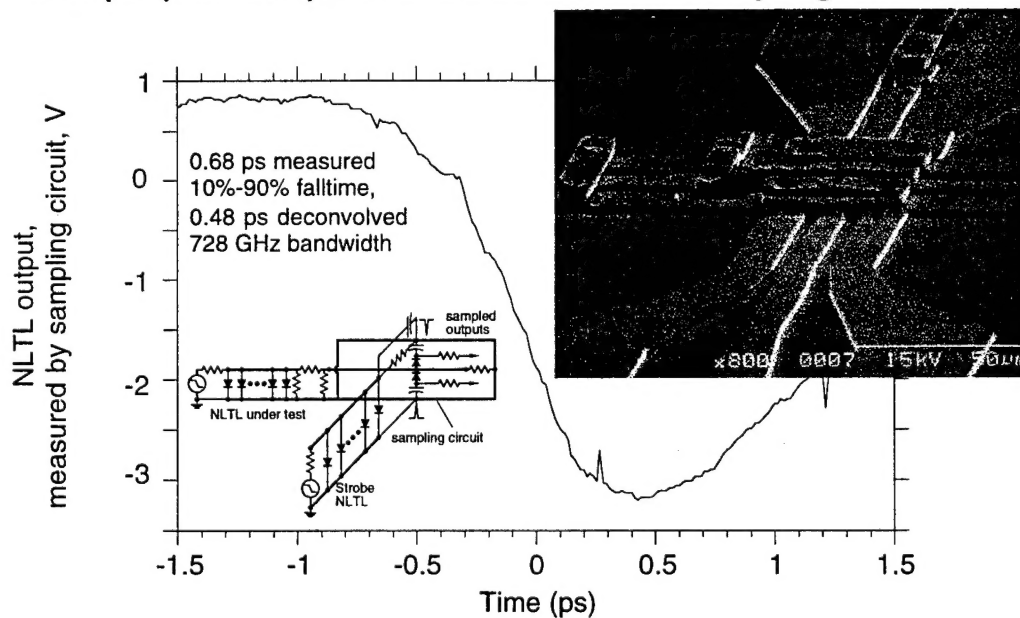 1
0
-1
-2
-3
NLTL output,
measured by sampling circuit, V
0.68 ps measured
10%-90% falltime,
0.48 ps deconvolved
728 GHz bandwidth
sampled
outputs
NLTL under test
sampling circuit
Strobe
NLTL
×800 0007 15kV 50μm
-1.5 -1 -0.5 0 0.5 1 1.5
Time (ps)